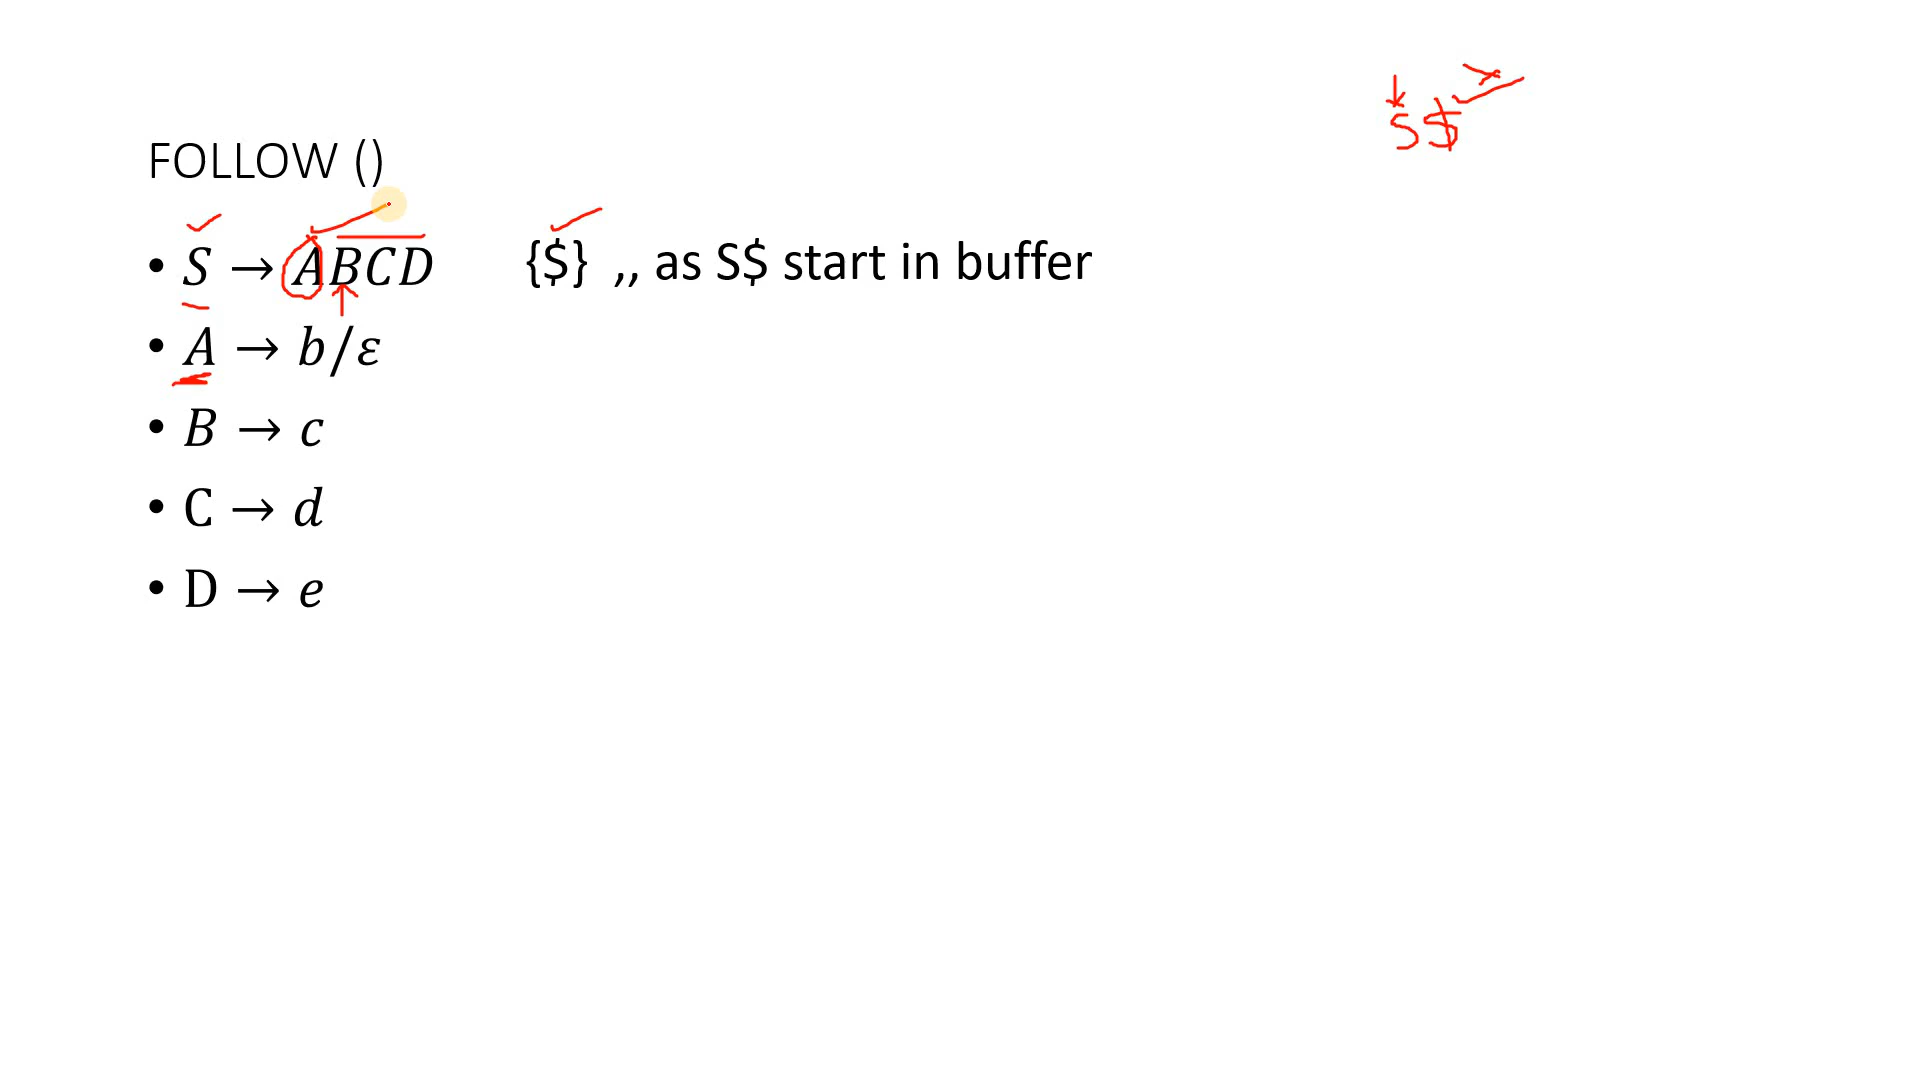 S$
FOLLOW ()
• S → ABCD {$} ,, as S$ start in buffer
• A → b/ε
• B → c
• C → d
• D → e